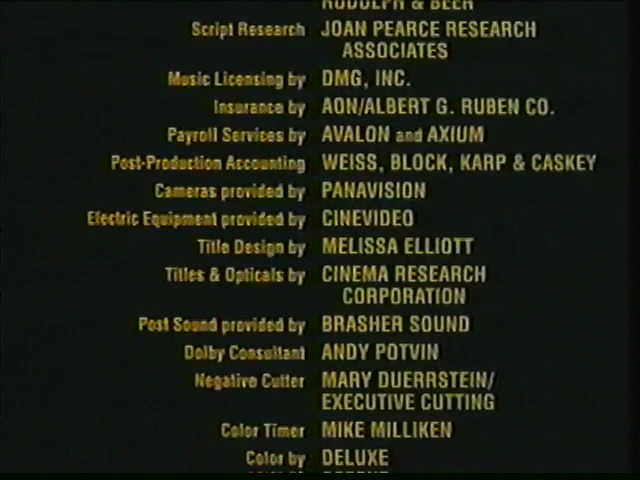 RUDOLPH & BEER
Script Research JOAN PEARCE RESEARCH
ASSOCIATES
Music Licensing by DMG, INC.
Insurance by AON/ALBERT G. RUBEN CO.
Payroll Services by AVALON and AXIUM
Post-Production Accounting WEISS, BLOCK, KARP & CASKEY
Cameras provided by PANAVISION
Electric Equipment provided by CINEVIDEO
Title Design by MELISSA ELLIOTT
Titles & Opticals by CINEMA RESEARCH
CORPORATION
Post Sound provided by BRASHER SOUND
Dolby Consultant ANDY POTVIN
Negative Cutter MARY DUERRSTEIN/
EXECUTIVE CUTTING
Color Timer MIKE MILLIKEN
Color by DELUXE